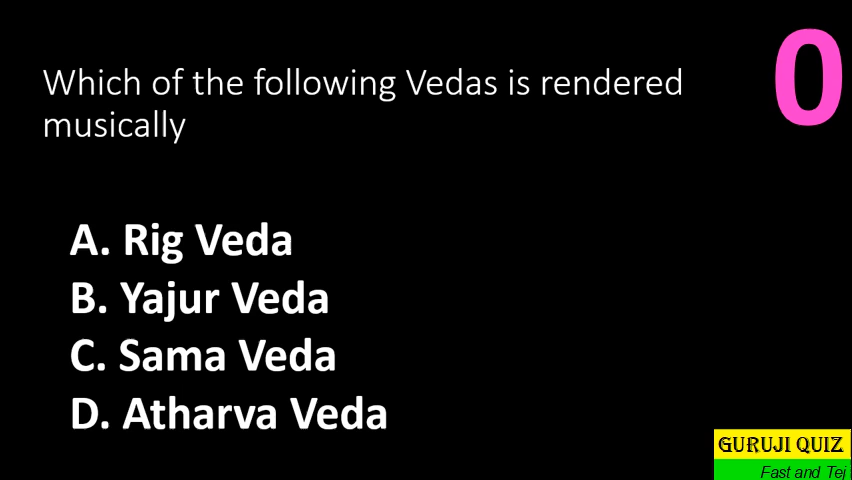 Which of the following Vedas is rendered
musically
0
A. Rig Veda
B. Yajur Veda
C. Sama Veda
D. Atharva Veda
GURUJI QUIZ
Fast and Tej